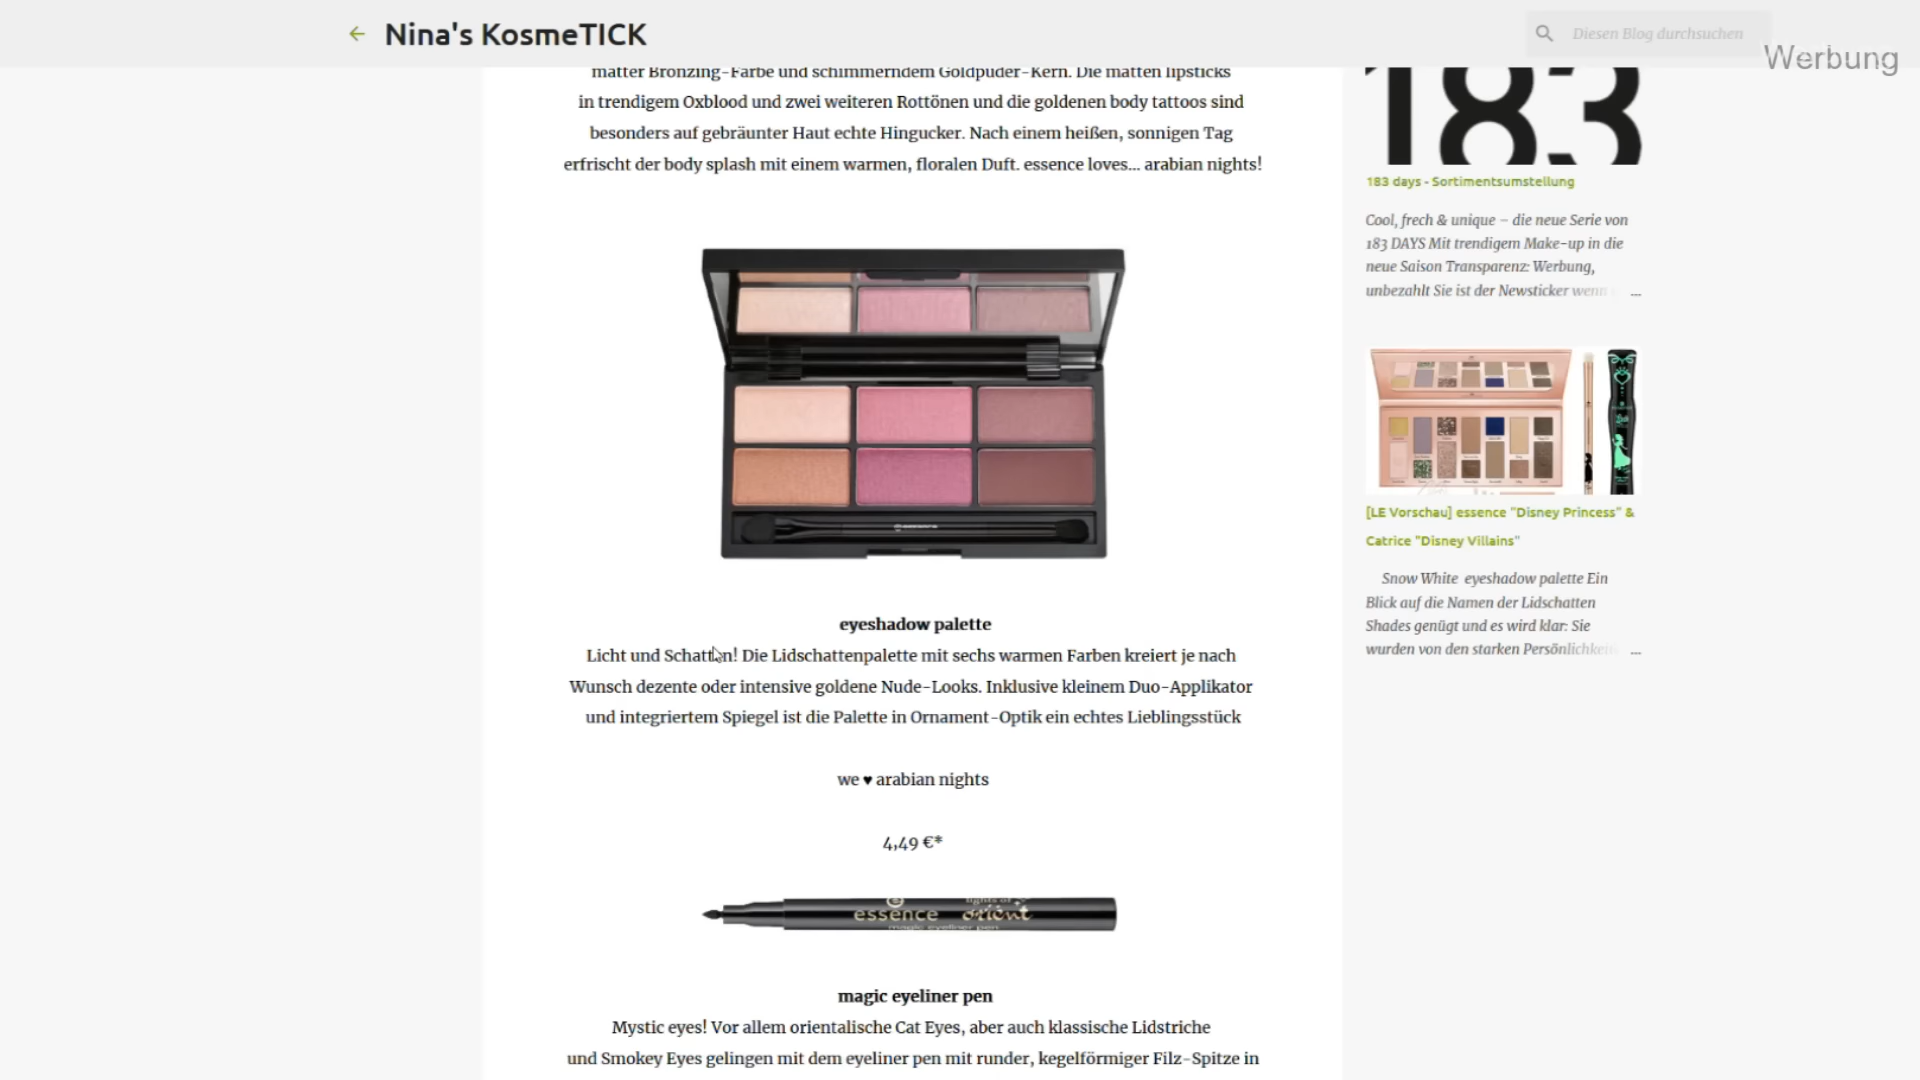 Nina's KosmeTICK
Diesen Blog durchsuchen
Werbung
matter Bronzing-Farbe und schimmerndem Goldpuder-Kern. Die matten lipsticks
in trendigem Oxblood und zwei weiteren Rottönen und die goldenen body tattoos sind
besonders auf gebräunter Haut echte Hingucker. Nach einem heißen, sonnigen Tag
erfrischt der body splash mit einem warmen, floralen Duft. essence loves... arabian nights!
eyeshadow palette
Licht und Schatten! Die Lidschattenpalette mit sechs warmen Farben kreiert je nach
Wunsch dezente oder intensive goldene Nude-Looks. Inklusive kleinem Duo-Applikator
und integriertem Spiegel ist die Palette in Ornament-Optik ein echtes Lieblingsstück
we ♥ arabian nights
4,49 €*
essence lights of orient
magic eyeliner pen
magic eyeliner pen
Mystic eyes! Vor allem orientalische Cat Eyes, aber auch klassische Lidstriche
und Smokey Eyes gelingen mit dem eyeliner pen mit runder, kegelförmiger Filz-Spitze in
183
183 days - Sortimentsumstellung
Cool, frech & unique – die neue Serie von
183 DAYS Mit trendigem Make-up in die
neue Saison Transparenz: Werbung,
unbezahlt Sie ist der Newsticker wenn ...
[LE Vorschau] essence "Disney Princess" &
Catrice "Disney Villains"
Snow White eyeshadow palette Ein
Blick auf die Namen der Lidschatten
Shades genügt und es wird klar: Sie
wurden von den starken Persönlichkei ...